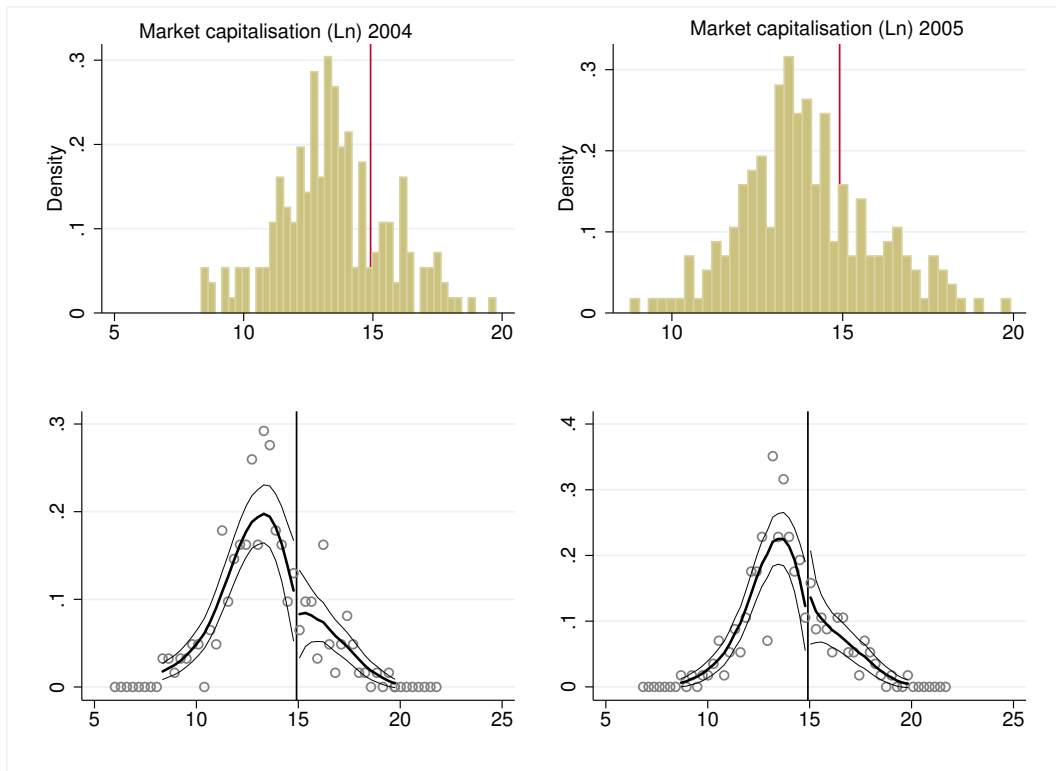 Market capitalisation (Ln) 2004
Market capitalisation (Ln) 2005
Density
0 .1 .2 .3
5 10 15 20
Density
0 .1 .2 .3
10 15 20
0 .1 .2 .3
5 10 15 20 25
0 .1 .2 .3 .4
5 10 15 20 25